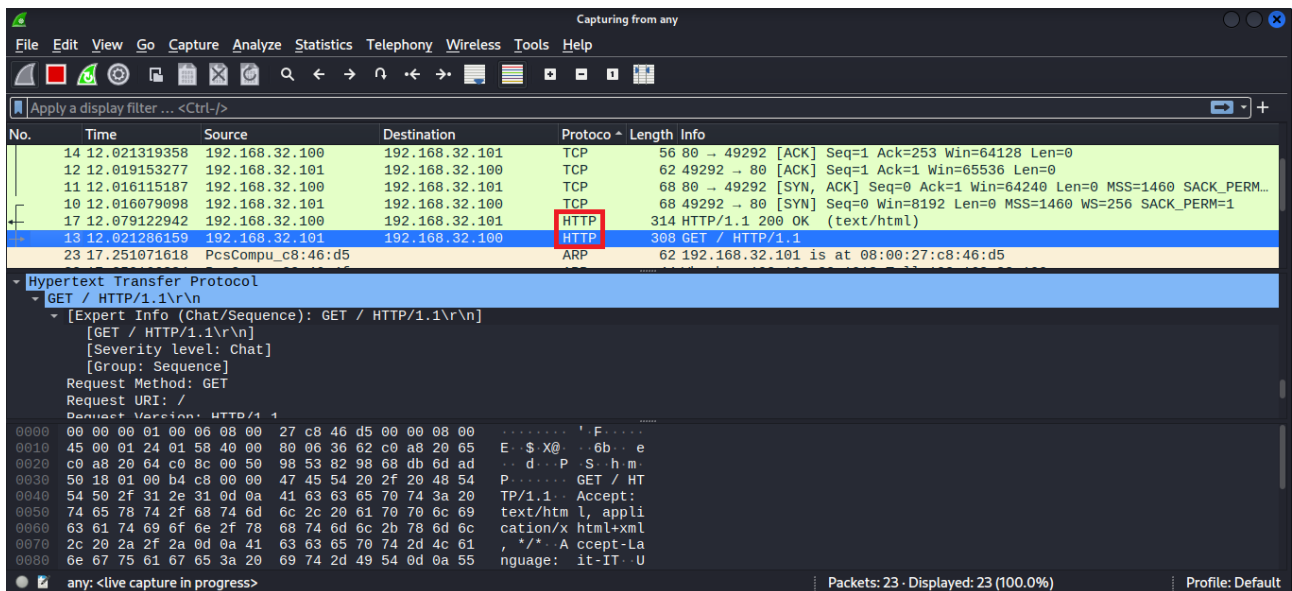 Capturing from any
File Edit View Go Capture Analyze Statistics Telephony Wireless Tools Help
Apply a display filter ... <Ctrl-/>
No. Time Source Destination Protoco Length Info
14 12.021319358 192.168.32.100 192.168.32.101 TCP 56 80 → 49292 [ACK] Seq=1 Ack=253 Win=64128 Len=0
12 12.019153277 192.168.32.101 192.168.32.100 TCP 62 49292 → 80 [ACK] Seq=1 Ack=1 Win=65536 Len=0
11 12.016115187 192.168.32.100 192.168.32.101 TCP 68 80 → 49292 [SYN, ACK] Seq=0 Ack=1 Win=64240 Len=0 MSS=1460 SACK_PERM…
10 12.016079098 192.168.32.101 192.168.32.100 TCP 68 49292 → 80 [SYN] Seq=0 Win=8192 Len=0 MSS=1460 WS=256 SACK_PERM=1
17 12.079122942 192.168.32.100 192.168.32.101 HTTP 314 HTTP/1.1 200 OK (text/html)
13 12.021286159 192.168.32.101 192.168.32.100 HTTP 308 GET / HTTP/1.1
23 17.251071618 PcsCompu_c8:46:d5 ARP 62 192.168.32.101 is at 08:00:27:c8:46:d5
Hypertext Transfer Protocol
GET / HTTP/1.1\r\n
[Expert Info (Chat/Sequence): GET / HTTP/1.1\r\n]
[GET / HTTP/1.1\r\n]
[Severity level: Chat]
[Group: Sequence]
Request Method: GET
Request URI: /
Request Version: HTTP/1.1
0000 00 00 00 01 00 06 08 00 27 c8 46 d5 00 00 08 00 ········ '·F·····
0010 45 00 01 24 01 58 40 00 80 06 36 62 c0 a8 20 65 E··$·X@· ··6b·· e
0020 c0 a8 20 64 c0 8c 00 50 98 53 82 98 68 db 6d ad ·· d···P ·S··h·m·
0030 50 18 01 00 b4 c8 00 00 47 45 54 20 2f 20 48 54 P······· GET / HT
0040 54 50 2f 31 2e 31 0d 0a 41 63 63 65 70 74 3a 20 TP/1.1·· Accept:
0050 74 65 78 74 2f 68 74 6d 6c 2c 20 61 70 70 6c 69 text/htm l, appli
0060 63 61 74 69 6f 6e 2f 78 68 74 6d 6c 2b 78 6d 6c cation/x html+xml
0070 2c 20 2a 2f 2a 0d 0a 41 63 63 65 70 74 2d 4c 61 , */*··A ccept-La
0080 6e 67 75 61 67 65 3a 20 69 74 2d 49 54 0d 0a 55 nguage: it-IT··U
any: <live capture in progress> Packets: 23 · Displayed: 23 (100.0%) Profile: Default